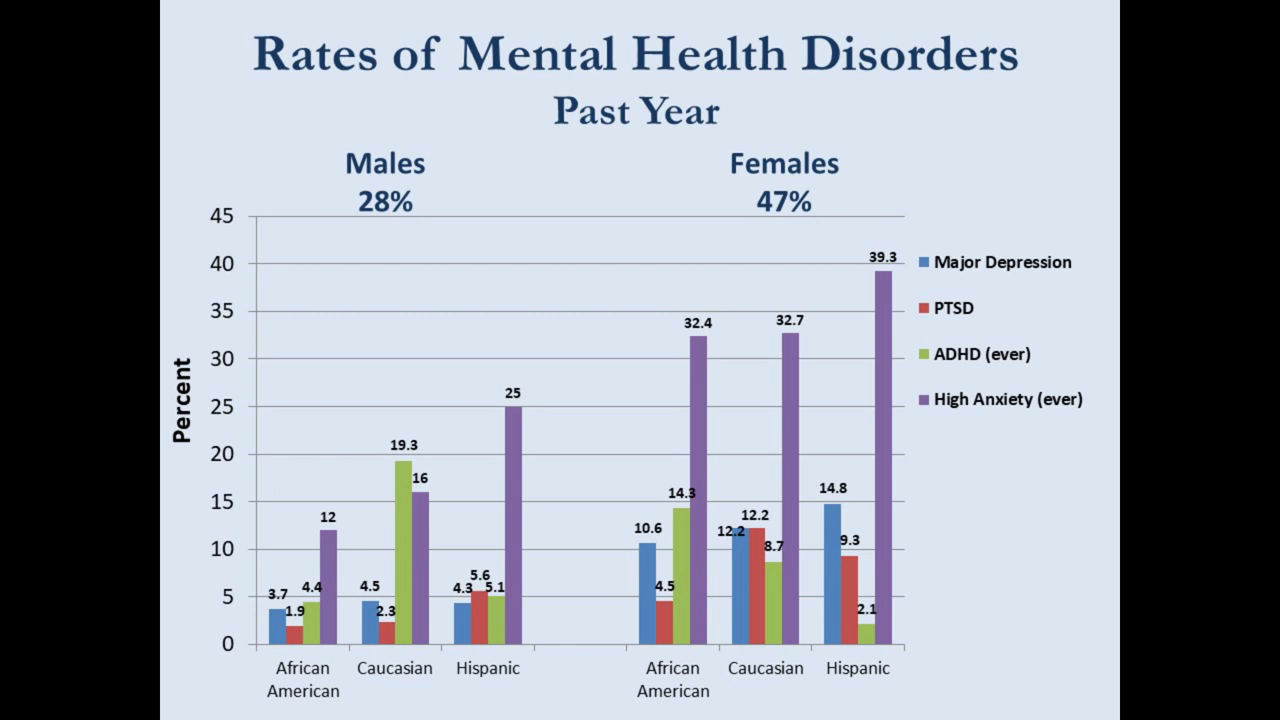 Rates of Mental Health Disorders
Past Year
Males
28%
Females
47%
Percent
45
40
35
30
25
20
15
10
5
0
3.7
1.9
4.4
12
4.5
2.3
19.3
16
4.3
5.6
5.1
25
10.6
4.5
14.3
32.4
12.2
12.2
8.7
32.7
14.8
9.3
2.1
39.3
African
American
Caucasian
Hispanic
African
American
Caucasian
Hispanic
Major Depression
PTSD
ADHD (ever)
High Anxiety (ever)